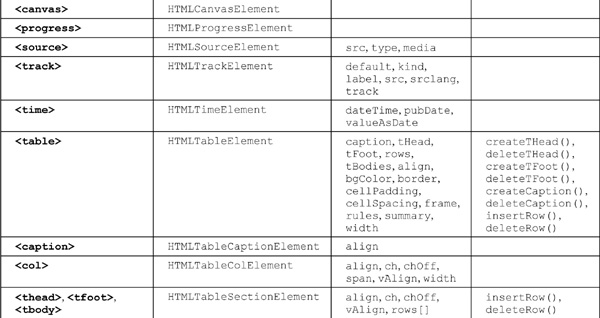 <canvas> HTMLCanvasElement
<progress> HTMLProgressElement
<source> HTMLSourceElement src, type, media
<track> HTMLTrackElement default, kind,
label, src, srclang,
track
<time> HTMLTimeElement dateTime, pubDate,
valueAsDate
<table> HTMLTableElement caption, tHead, createTHead(),
tFoot, rows, deleteTHead(),
tBodies, align, createTFoot(),
bgColor, border, deleteTFoot(),
cellPadding, createCaption(),
cellSpacing, frame, deleteCaption(),
rules, summary, insertRow(),
width deleteRow()
<caption> HTMLTableCaptionElement align
<col> HTMLTableColElement align, ch, chOff,
span, vAlign, width
<thead>, <tfoot>, HTMLTableSectionElement align, ch, chOff, insertRow(),
<tbody> vAlign, rows[] deleteRow()